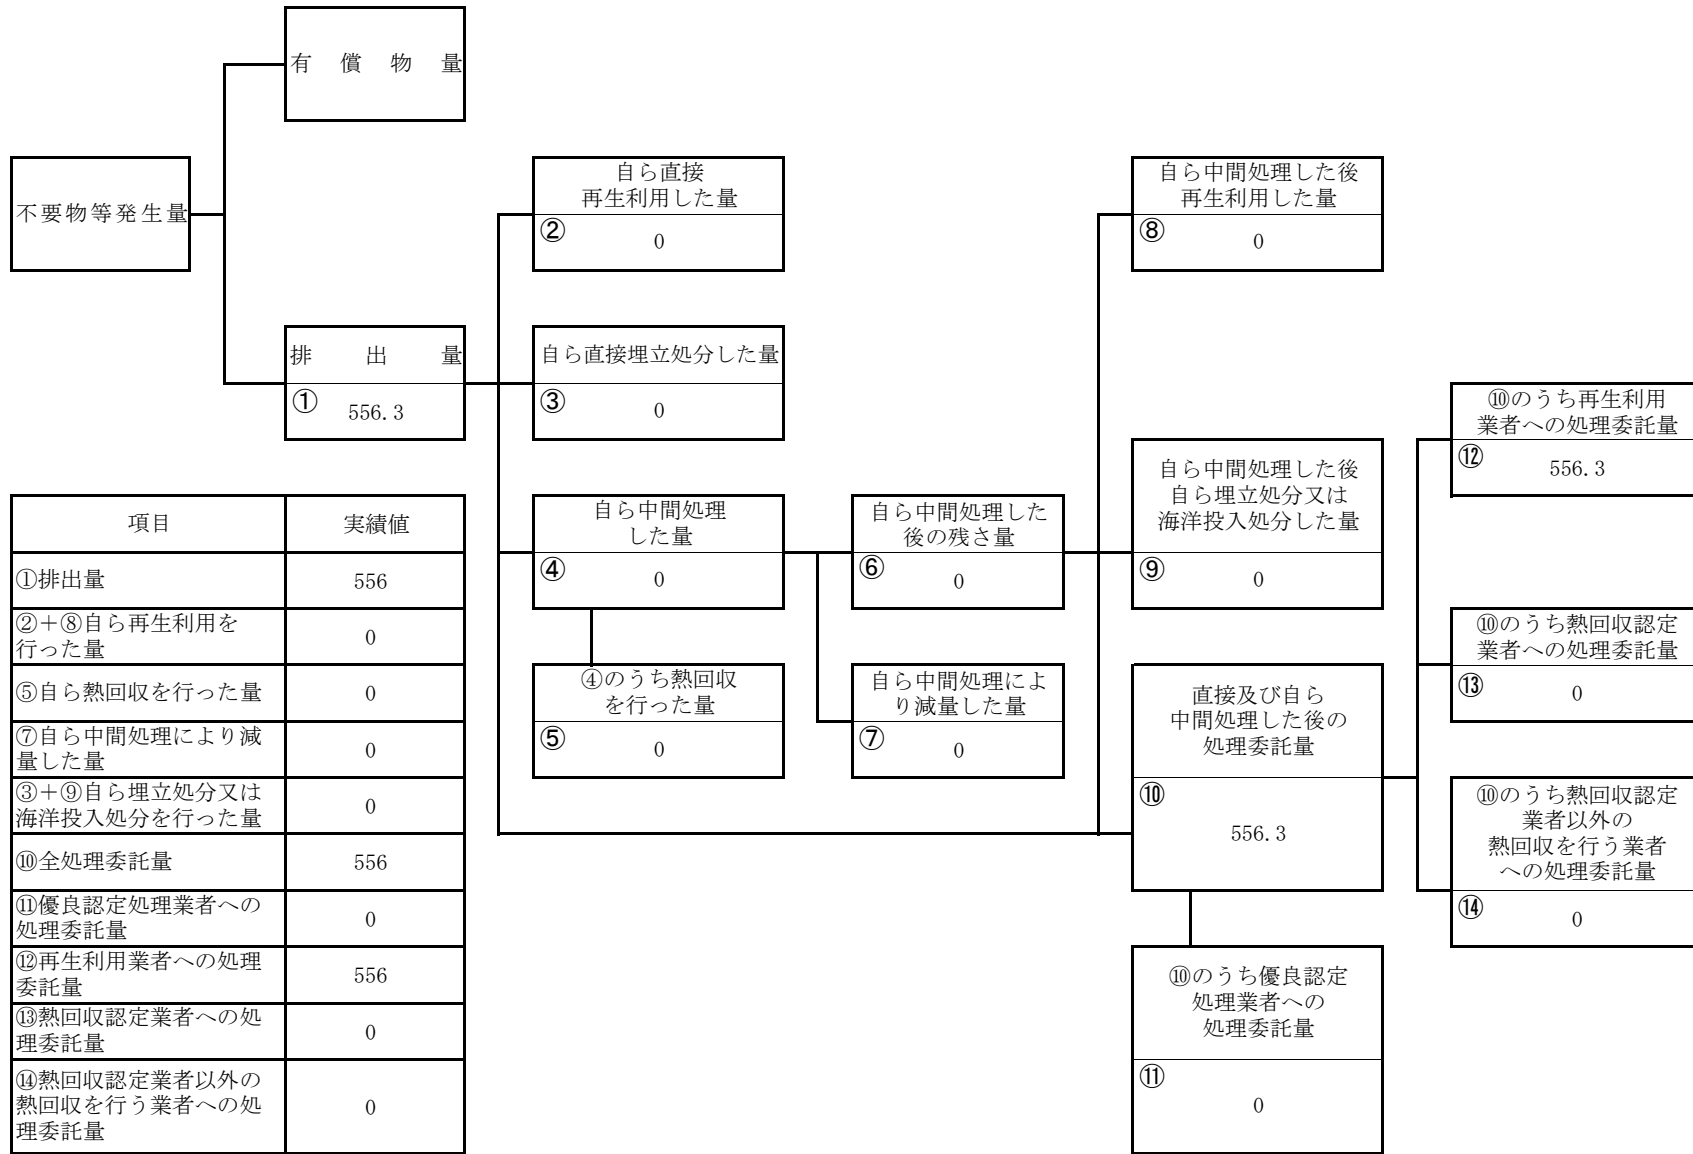 有償物量
不要物等発生量
自ら直接
再生利用した量
②
0
自ら中間処理した後
再生利用した量
⑧
0
排出量
①
556.3
自ら直接埋立処分した量
③
0
⑩のうち再生利用
業者への処理委託量
⑫
556.3
自ら中間処理した後
自ら埋立処分又は
海洋投入処分した量
⑨
0
自ら中間処理
した量
④
0
自ら中間処理した
後の残さ量
⑥
0
⑩のうち熱回収認定
業者への処理委託量
⑬
0
④のうち熱回収
を行った量
⑤
0
自ら中間処理によ
り減量した量
⑦
0
直接及び自ら
中間処理した後の
処理委託量
⑩
556.3
⑩のうち熱回収認定
業者以外の
熱回収を行う業者
への処理委託量
⑭
0
⑩のうち優良認定
処理業者への
処理委託量
⑪
0
項目 実績値
①排出量 556
②＋⑧自ら再生利用を
行った量 0
⑤自ら熱回収を行った量 0
⑦自ら中間処理により減
量した量 0
③＋⑨自ら埋立処分又は
海洋投入処分を行った量 0
⑩全処理委託量 556
⑪優良認定処理業者への
処理委託量 0
⑫再生利用業者への処理
委託量 556
⑬熱回収認定業者への処
理委託量 0
⑭熱回収認定業者以外の
熱回収を行う業者への処
理委託量 0